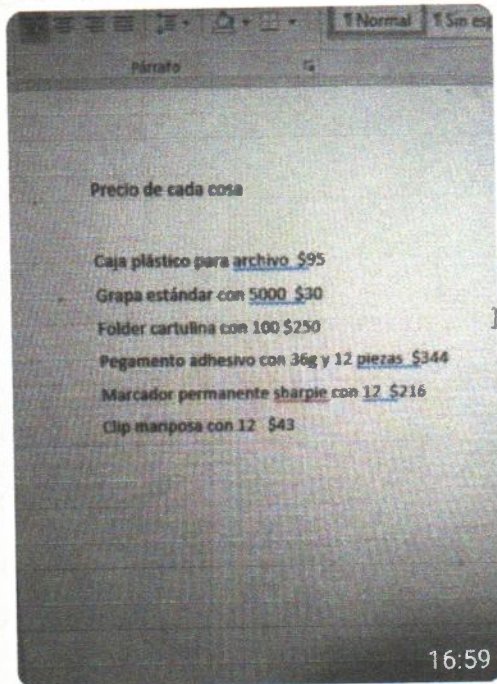 ¶ Normal
¶ Sin esp
Párrafo
Precio de cada cosa
Caja plástico para archivo $95
Grapa estándar con 5000 $30
Folder cartulina con 100 $250
Pegamento adhesivo con 36g y 12 piezas $344
Marcador permanente sharpie con 12 $216
Clip mariposa con 12 $43
16:59